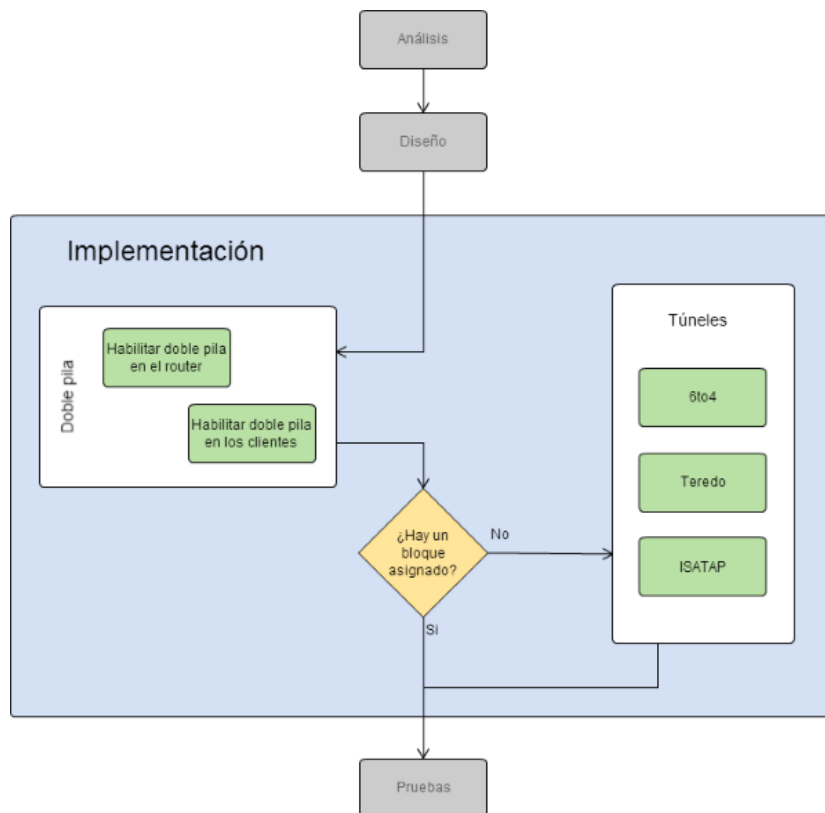 Análisis
Diseño
Implementación
Doble pila
Habilitar doble pila
en el router
Habilitar doble pila
en los clientes
Túneles
6to4
Teredo
ISATAP
¿Hay un
bloque
asignado?
No
Si
Pruebas